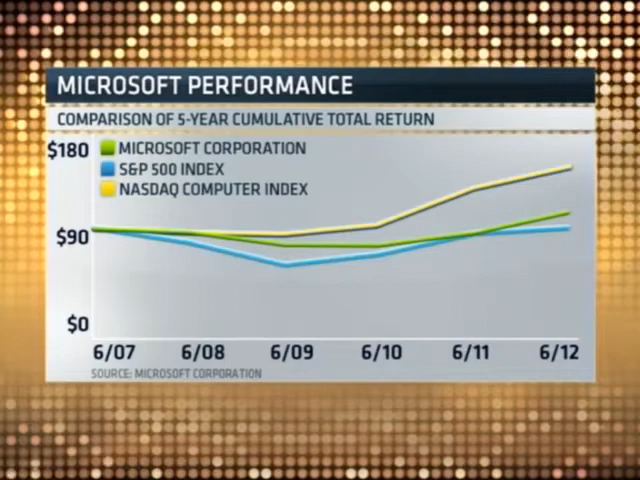 MICROSOFT PERFORMANCE
COMPARISON OF 5-YEAR CUMULATIVE TOTAL RETURN
$180
MICROSOFT CORPORATION
S&P 500 INDEX
NASDAQ COMPUTER INDEX
$90
$0
6/07 6/08 6/09 6/10 6/11 6/12
SOURCE: MICROSOFT CORPORATION